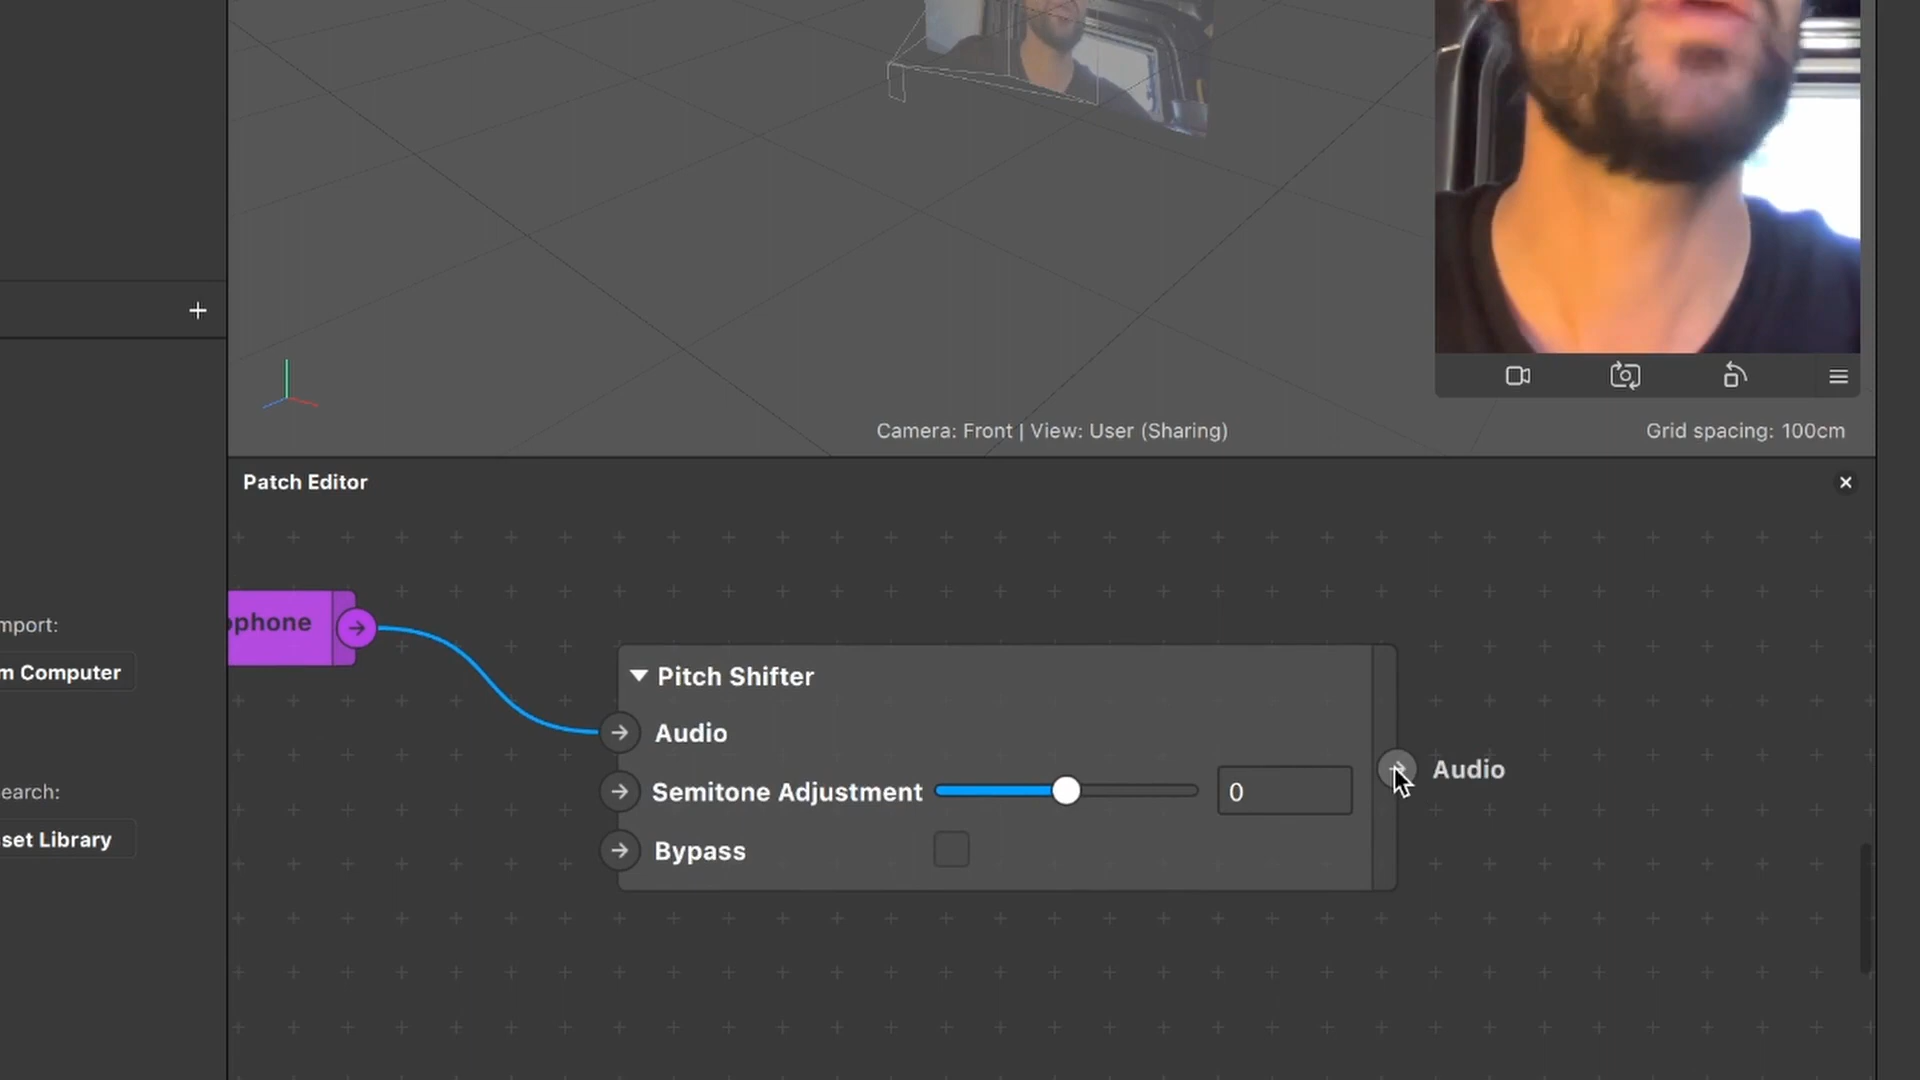 Camera: Front | View: User (Sharing)
Grid spacing: 100cm
Patch Editor
ophone
mport:
m Computer
earch:
set Library
Pitch Shifter
Audio
Semitone Adjustment
0
Bypass
Audio